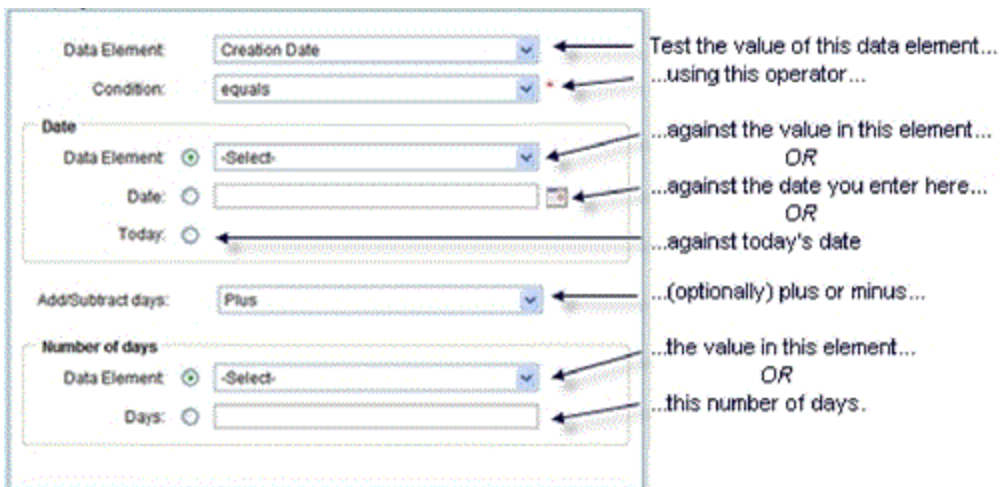 Data Element: Creation Date Test the value of this data element...
Condition: equals * ...using this operator...
Date
Data Element: -Select- ...against the value in this element...
OR
Date: ...against the date you enter here...
OR
Today: ...against today's date
Add/Subtract days: Plus ...(optionally) plus or minus...
Number of days
Data Element: -Select- ...the value in this element...
OR
Days: ...this number of days.